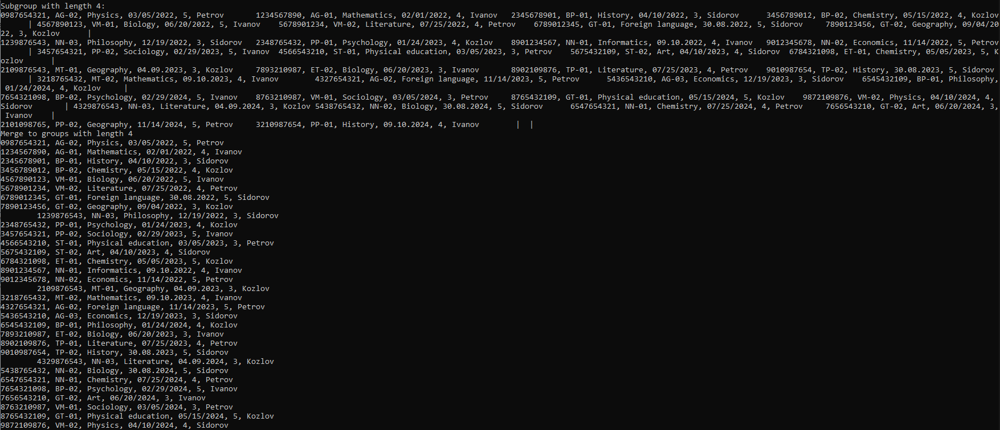 Subgroup with length 4:
0987654321, AG-02, Physics, 03/05/2022, 5, Petrov       1234567890, AG-01, Mathematics, 02/01/2022, 4, Ivanov   2345678901, BP-01, History, 04/10/2022, 3, Sidorov      3456789012, BP-02, Chemistry, 05/15/2022, 4, Kozlov
      | 4567890123, VM-01, Biology, 06/20/2022, 5, Ivanov    5678901234, VM-02, Literature, 07/25/2022, 4, Petrov    6789012345, GT-01, Foreign language, 30.08.2022, 5, Sidorov     7890123456, GT-02, Geography, 09/04/20
22, 3, Kozlov      |
1239876543, NN-03, Philosophy, 12/19/2022, 3, Sidorov   2348765432, PP-01, Psychology, 01/24/2023, 4, Kozlov    8901234567, NN-01, Informatics, 09.10.2022, 4, Ivanov   9012345678, NN-02, Economics, 11/14/2022, 5, Petrov
      | 3457654321, PP-02, Sociology, 02/29/2023, 5, Ivanov  4566543210, ST-01, Physical education, 03/05/2023, 3, Petrov    5675432109, ST-02, Art, 04/10/2023, 4, Sidorov  6784321098, ET-01, Chemistry, 05/05/2023, 5, K
ozlov      |
2109876543, MT-01, Geography, 04.09.2023, 3, Kozlov     7893210987, ET-02, Biology, 06/20/2023, 3, Ivanov       8902109876, TP-01, Literature, 07/25/2023, 4, Petrov    9010987654, TP-02, History, 30.08.2023, 5, Sidorov
      | 3218765432, MT-02, Mathematics, 09.10.2023, 4, Ivanov        4327654321, AG-02, Foreign language, 11/14/2023, 5, Petrov      5436543210, AG-03, Economics, 12/19/2023, 3, Sidorov    6545432109, BP-01, Philosophy,
 01/24/2024, 4, Kozlov     |
7654321098, BP-02, Psychology, 02/29/2024, 5, Ivanov    8763210987, VM-01, Sociology, 03/05/2024, 3, Petrov     8765432109, GT-01, Physical education, 05/15/2024, 5, Kozlov    9872109876, VM-02, Physics, 04/10/2024, 4,
Sidorov       | 4329876543, NN-03, Literature, 04.09.2024, 3, Kozlov 5438765432, NN-02, Biology, 30.08.2024, 5, Sidorov      6547654321, NN-01, Chemistry, 07/25/2024, 4, Petrov     7656543210, GT-02, Art, 06/20/2024, 3,
 Ivanov    |
2101098765, PP-02, Geography, 11/14/2024, 5, Petrov     3210987654, PP-01, History, 09.10.2024, 4, Ivanov        |  |
Merge to groups with length 4
0987654321, AG-02, Physics, 03/05/2022, 5, Petrov
1234567890, AG-01, Mathematics, 02/01/2022, 4, Ivanov
2345678901, BP-01, History, 04/10/2022, 3, Sidorov
3456789012, BP-02, Chemistry, 05/15/2022, 4, Kozlov
4567890123, VM-01, Biology, 06/20/2022, 5, Ivanov
5678901234, VM-02, Literature, 07/25/2022, 4, Petrov
6789012345, GT-01, Foreign language, 30.08.2022, 5, Sidorov
7890123456, GT-02, Geography, 09/04/2022, 3, Kozlov
        1239876543, NN-03, Philosophy, 12/19/2022, 3, Sidorov
2348765432, PP-01, Psychology, 01/24/2023, 4, Kozlov
3457654321, PP-02, Sociology, 02/29/2023, 5, Ivanov
4566543210, ST-01, Physical education, 03/05/2023, 3, Petrov
5675432109, ST-02, Art, 04/10/2023, 4, Sidorov
6784321098, ET-01, Chemistry, 05/05/2023, 5, Kozlov
8901234567, NN-01, Informatics, 09.10.2022, 4, Ivanov
9012345678, NN-02, Economics, 11/14/2022, 5, Petrov
        2109876543, MT-01, Geography, 04.09.2023, 3, Kozlov
3218765432, MT-02, Mathematics, 09.10.2023, 4, Ivanov
4327654321, AG-02, Foreign language, 11/14/2023, 5, Petrov
5436543210, AG-03, Economics, 12/19/2023, 3, Sidorov
6545432109, BP-01, Philosophy, 01/24/2024, 4, Kozlov
7893210987, ET-02, Biology, 06/20/2023, 3, Ivanov
8902109876, TP-01, Literature, 07/25/2023, 4, Petrov
9010987654, TP-02, History, 30.08.2023, 5, Sidorov
        4329876543, NN-03, Literature, 04.09.2024, 3, Kozlov
5438765432, NN-02, Biology, 30.08.2024, 5, Sidorov
6547654321, NN-01, Chemistry, 07/25/2024, 4, Petrov
7654321098, BP-02, Psychology, 02/29/2024, 5, Ivanov
7656543210, GT-02, Art, 06/20/2024, 3, Ivanov
8763210987, VM-01, Sociology, 03/05/2024, 3, Petrov
8765432109, GT-01, Physical education, 05/15/2024, 5, Kozlov
9872109876, VM-02, Physics, 04/10/2024, 4, Sidorov